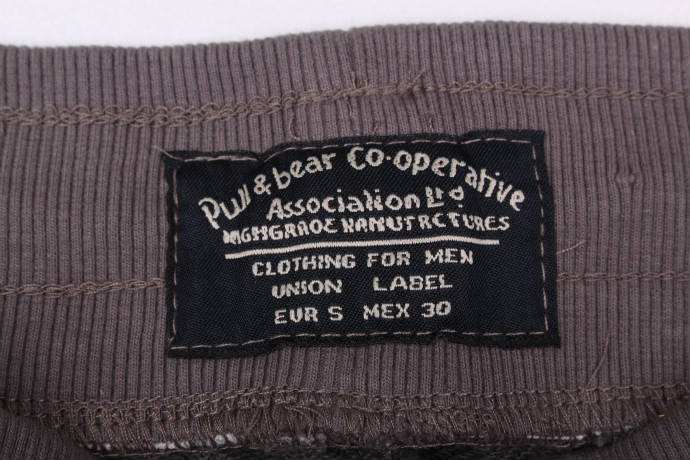 Pull & bear Co-operative
Association Ltd
HIGHGRADE MANUFACTURES
CLOTHING FOR MEN
UNION LABEL
EUR S MEX 30